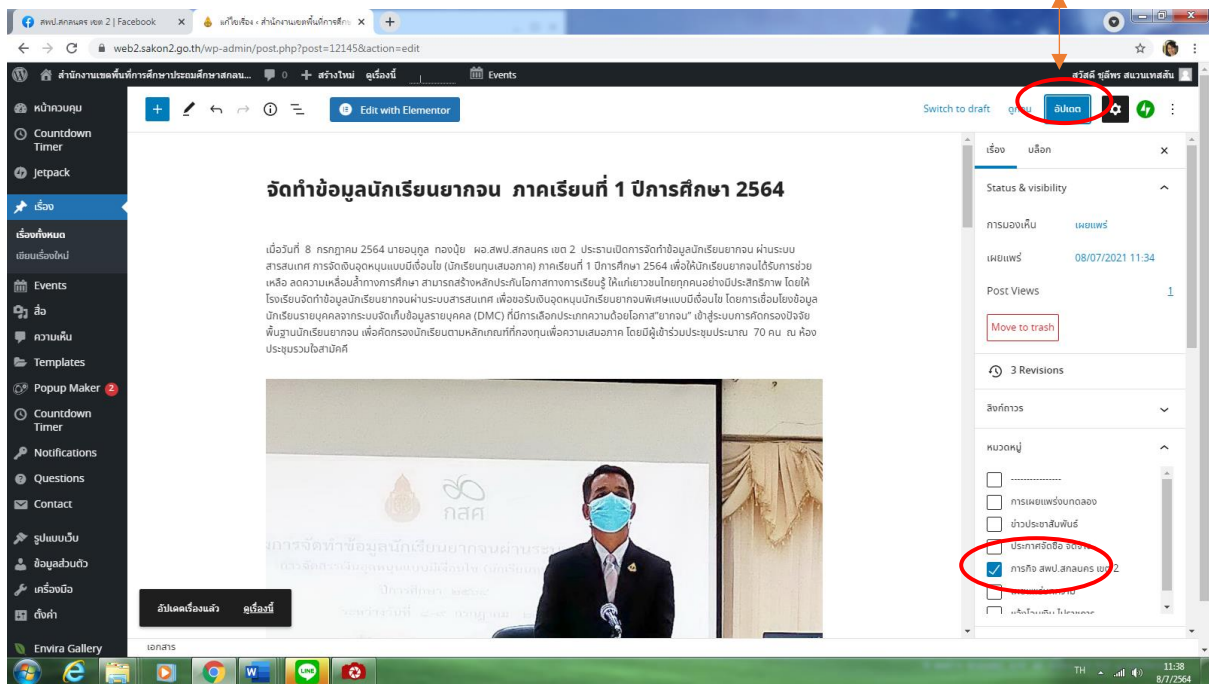 สพป.สกลนคร เขต 2 | Facebook
แก้ไขเรื่อง ‹ สำนักงานเขตพื้นที่การศึกษ
web2.sakon2.go.th/wp-admin/post.php?post=12145&action=edit
สำนักงานเขตพื้นที่การศึกษาประถมศึกษาสกลน... 0 + สร้างใหม่ ดูเรื่องนี้ Events
สวัสดี ชุลีพร สแวนเทสสัน
หน้าควบคุม
Countdown
Timer
Jetpack
เรื่อง
เรื่องทั้งหมด
เขียนเรื่องใหม่
Events
สื่อ
ความเห็น
Templates
Popup Maker 2
Countdown
Timer
Notifications
Questions
Contact
รูปแบบเว็บ
ข้อมูลส่วนตัว
เครื่องมือ
ตั้งค่า
Envira Gallery
Edit with Elementor
Switch to draft
อัปเดต
จัดทำข้อมูลนักเรียนยากจน ภาคเรียนที่ 1 ปีการศึกษา 2564
เมื่อวันที่ 8 กรกฎาคม 2564 นายอนุกูล ทองนุ้ย ผอ.สพป.สกลนคร เขต 2 ประธานเปิดการจัดทำข้อมูลนักเรียนยากจน ผ่านระบบ
สารสนเทศ การจัดเงินอุดหนุนแบบมีเงื่อนไข (นักเรียนทุนเสมอภาค) ภาคเรียนที่ 1 ปีการศึกษา 2564 เพื่อให้นักเรียนยากจนได้รับการช่วย
เหลือ ลดความเหลื่อมล้ำทางการศึกษา สามารถสร้างหลักประกันโอกาสทางการเรียนรู้ ให้แก่เยาวชนไทยทุกคนอย่างมีประสิทธิภาพ โดยให้
โรงเรียนจัดทำข้อมูลนักเรียนยากจนผ่านระบบสารสนเทศ เพื่อขอรับเงินอุดหนุนนักเรียนยากจนพิเศษแบบมีเงื่อนไข โดยการเชื่อมโยงข้อมูล
นักเรียนรายบุคคลจากระบบจัดเก็บข้อมูลรายบุคคล (DMC) ที่มีการเลือกประเภทความด้อยโอกาส"ยากจน" เข้าสู่ระบบการคัดกรองปัจจัย
พื้นฐานนักเรียนยากจน เพื่อคัดกรองนักเรียนตามหลักเกณฑ์ที่กองทุนเพื่อความเสมอภาค โดยมีผู้เข้าร่วมประชุมประมาณ 70 คน ณ ห้อง
ประชุมรวมใจสามัคคี
กสศ
อัปเดตเรื่องแล้ว ดูเรื่องนี้
เอกสาร
เรื่อง บล็อก
Status & visibility
การมองเห็น เผยแพร่
เผยแพร่ 08/07/2021 11:34
Post Views 1
Move to trash
3 Revisions
ลิงก์ถาวร
หมวดหมู่
----------------
การเผยแพร่งบทดลอง
ข่าวประชาสัมพันธ์
ประกาศจัดซื้อ
ภารกิจ สพป.สกลนคร เขต 2
TH 11:38
8/7/2564